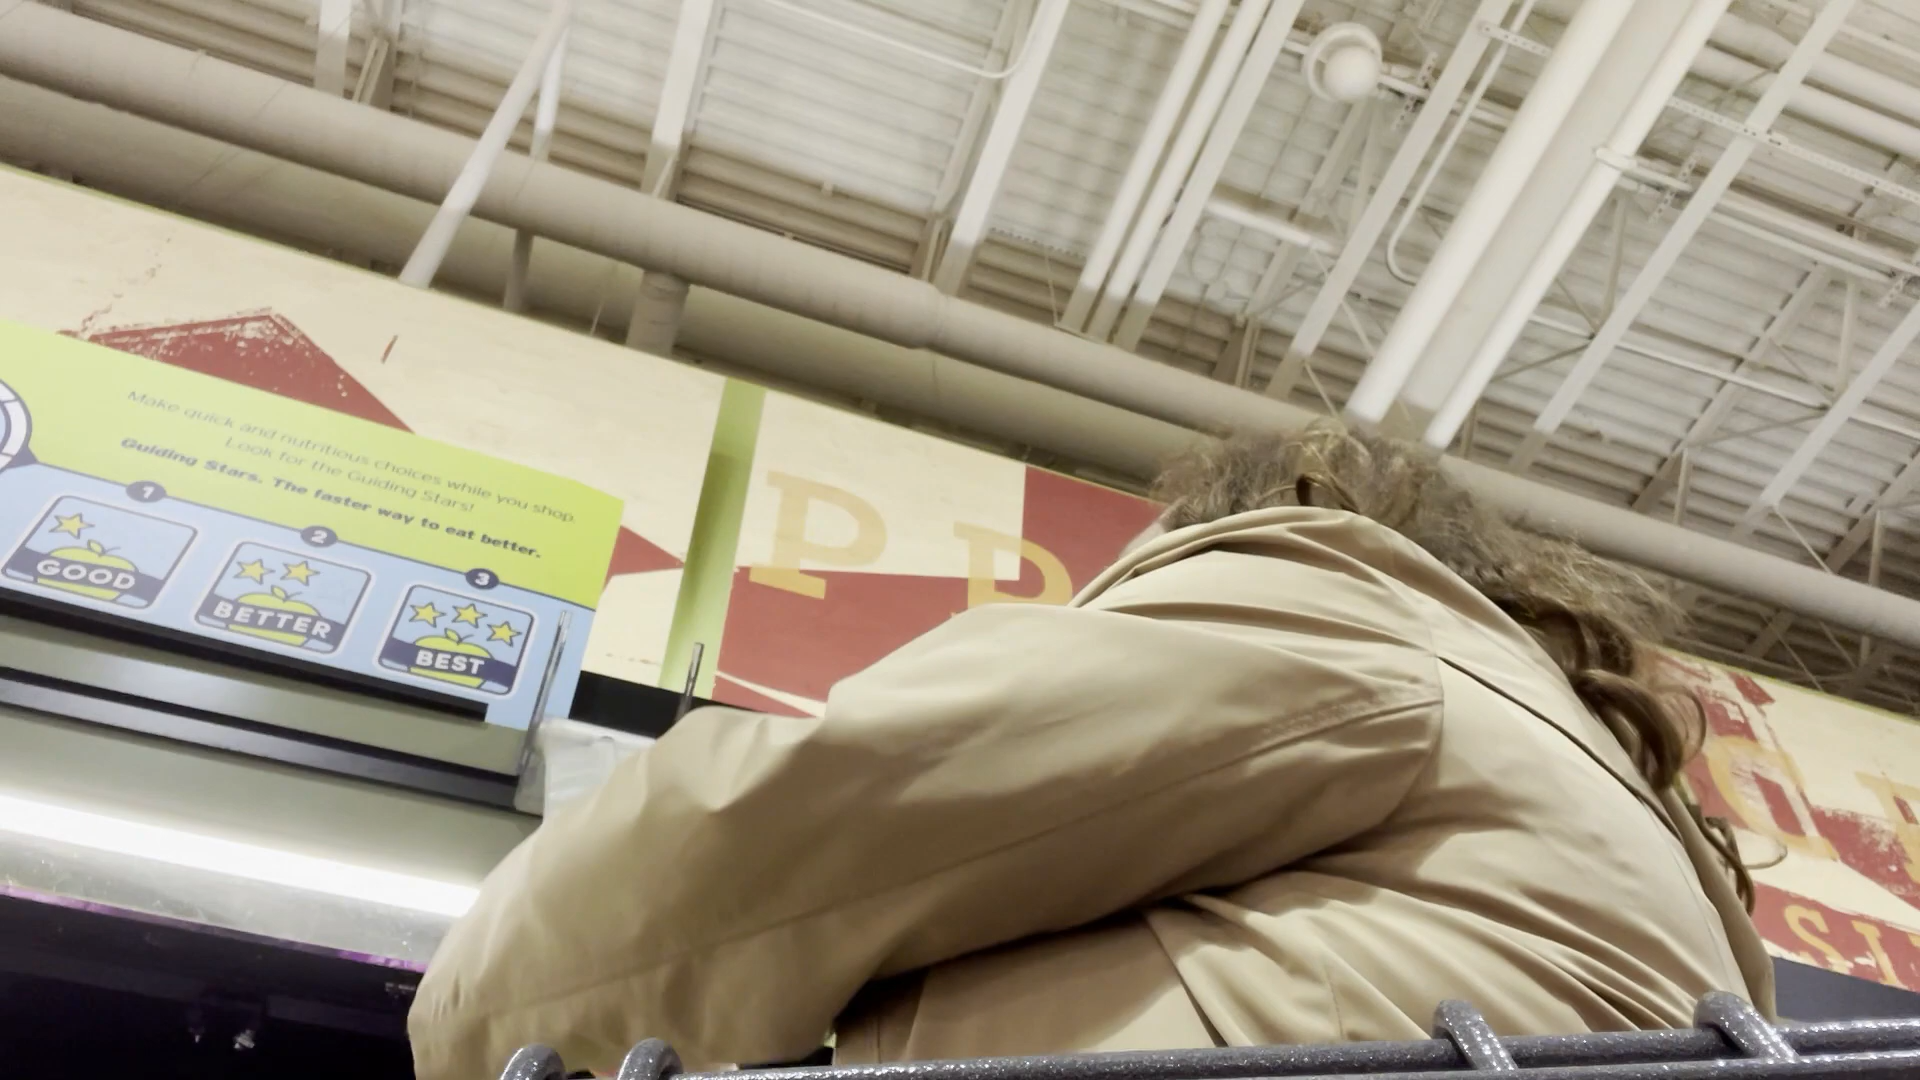 Make quick and nutritious choices while you shop.
Look for the Guiding Stars!
Guiding Stars. The faster way to eat better.
1
2
3
GOOD
BETTER
BEST